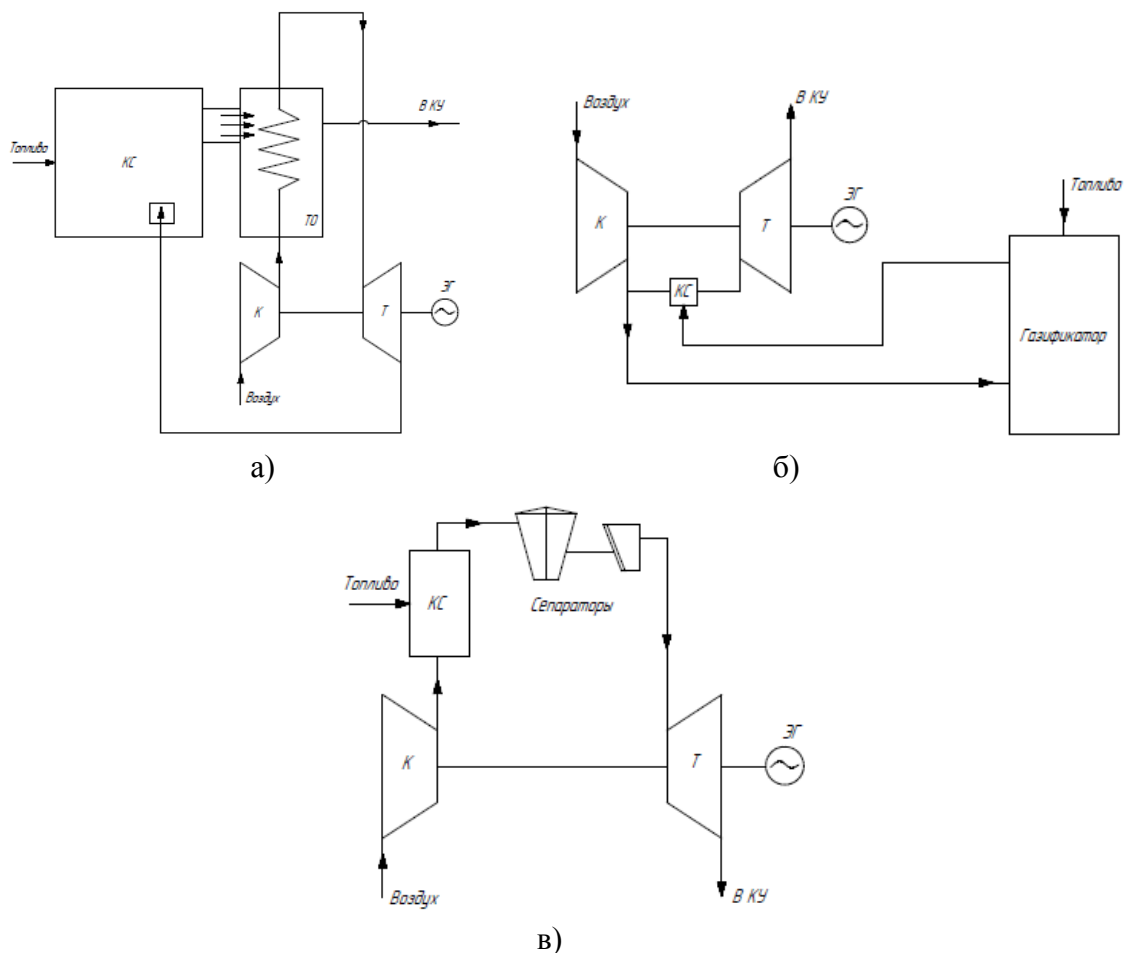 Топливо
КС
ТО
В КУ
К
Т
ЭГ
Воздух
а)
Воздух
В КУ
К
Т
ЭГ
КС
Топливо
Газификатор
б)
Топливо
КС
Сепараторы
К
Т
ЭГ
Воздух
В КУ
в)